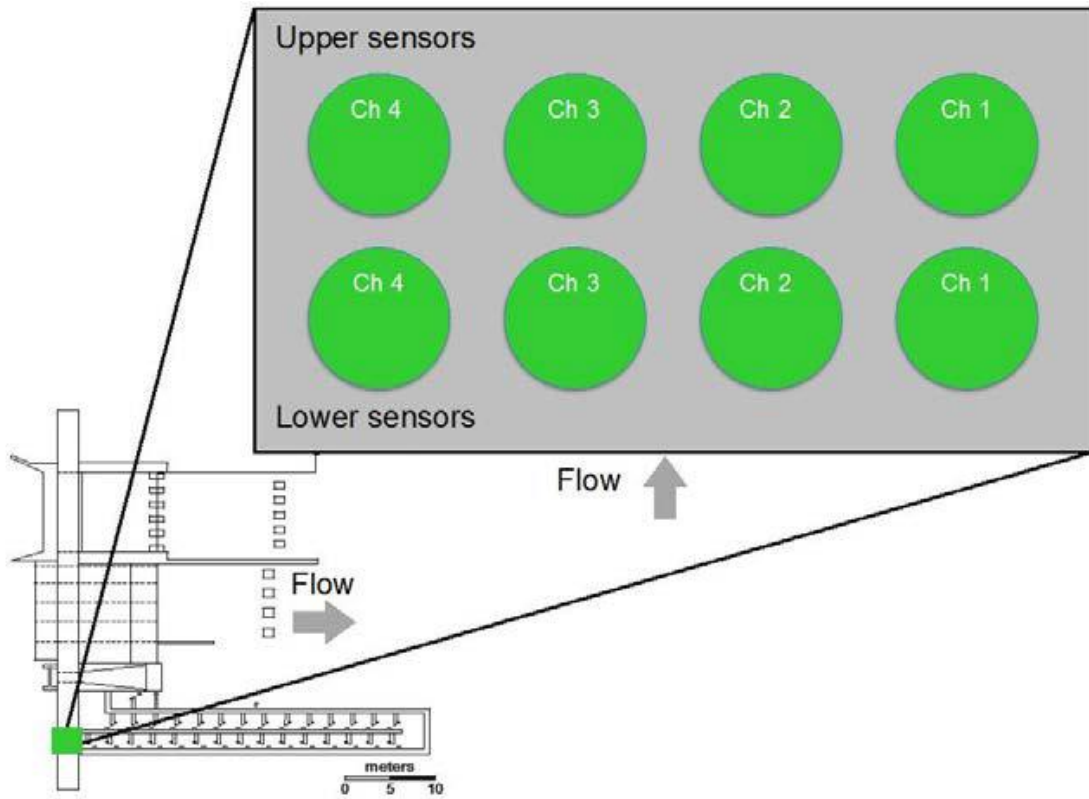 Upper sensors
Ch 4 Ch 3 Ch 2 Ch 1
Ch 4 Ch 3 Ch 2 Ch 1
Lower sensors
Flow
Flow
meters
0 5 10